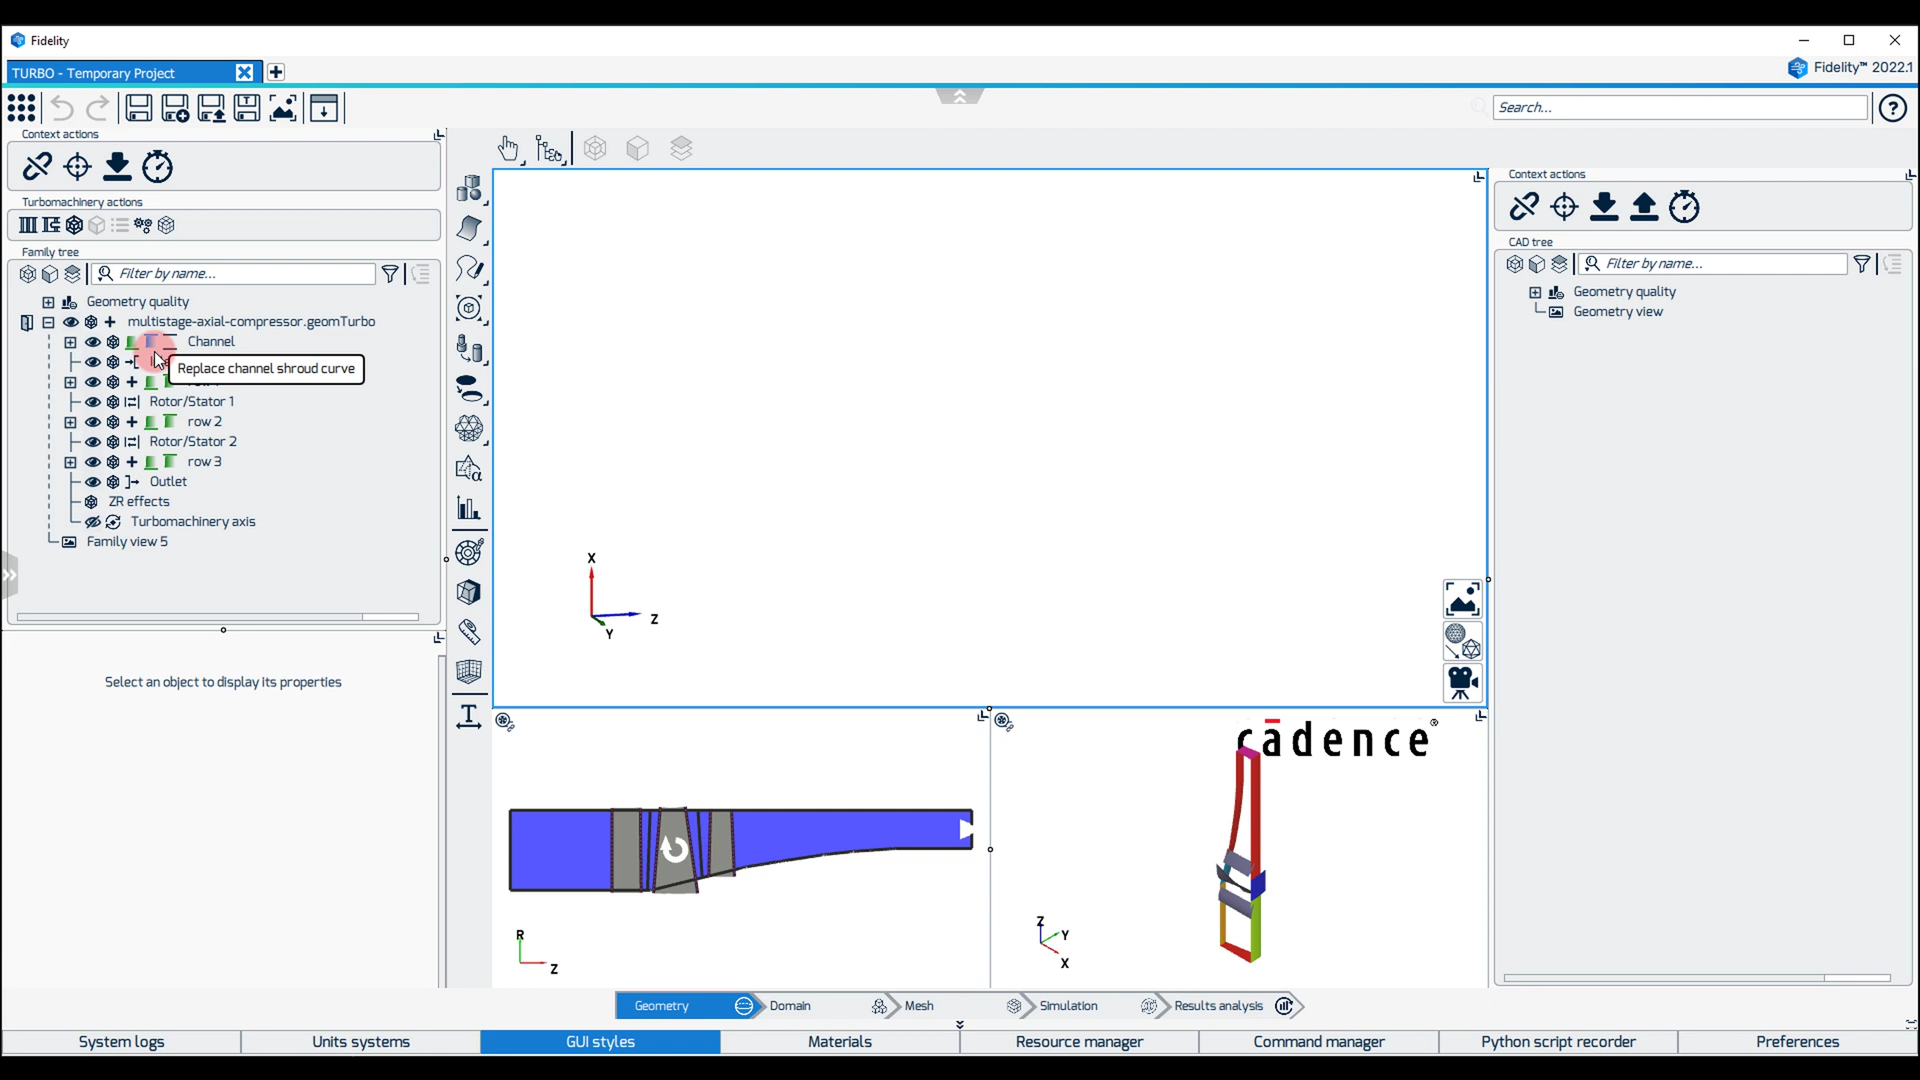 Fidelity
TURBO - Temporary Project
Fidelity™ 2022.1
Search...
Context actions
Turbomachinery actions
Family tree
Filter by name...
Geometry quality
multistage-axial-compressor.geomTurbo
Channel
Replace channel shroud curve
Rotor/Stator 1
row 2
Rotor/Stator 2
row 3
Outlet
ZR effects
Turbomachinery axis
Family view 5
Select an object to display its properties
X
Z
Y
R
Z
cādence®
Z
Y
X
Context actions
CAD tree
Filter by name...
Geometry quality
Geometry view
Geometry
Domain
Mesh
Simulation
Results analysis
System logs
Units systems
GUI styles
Materials
Resource manager
Command manager
Python script recorder
Preferences